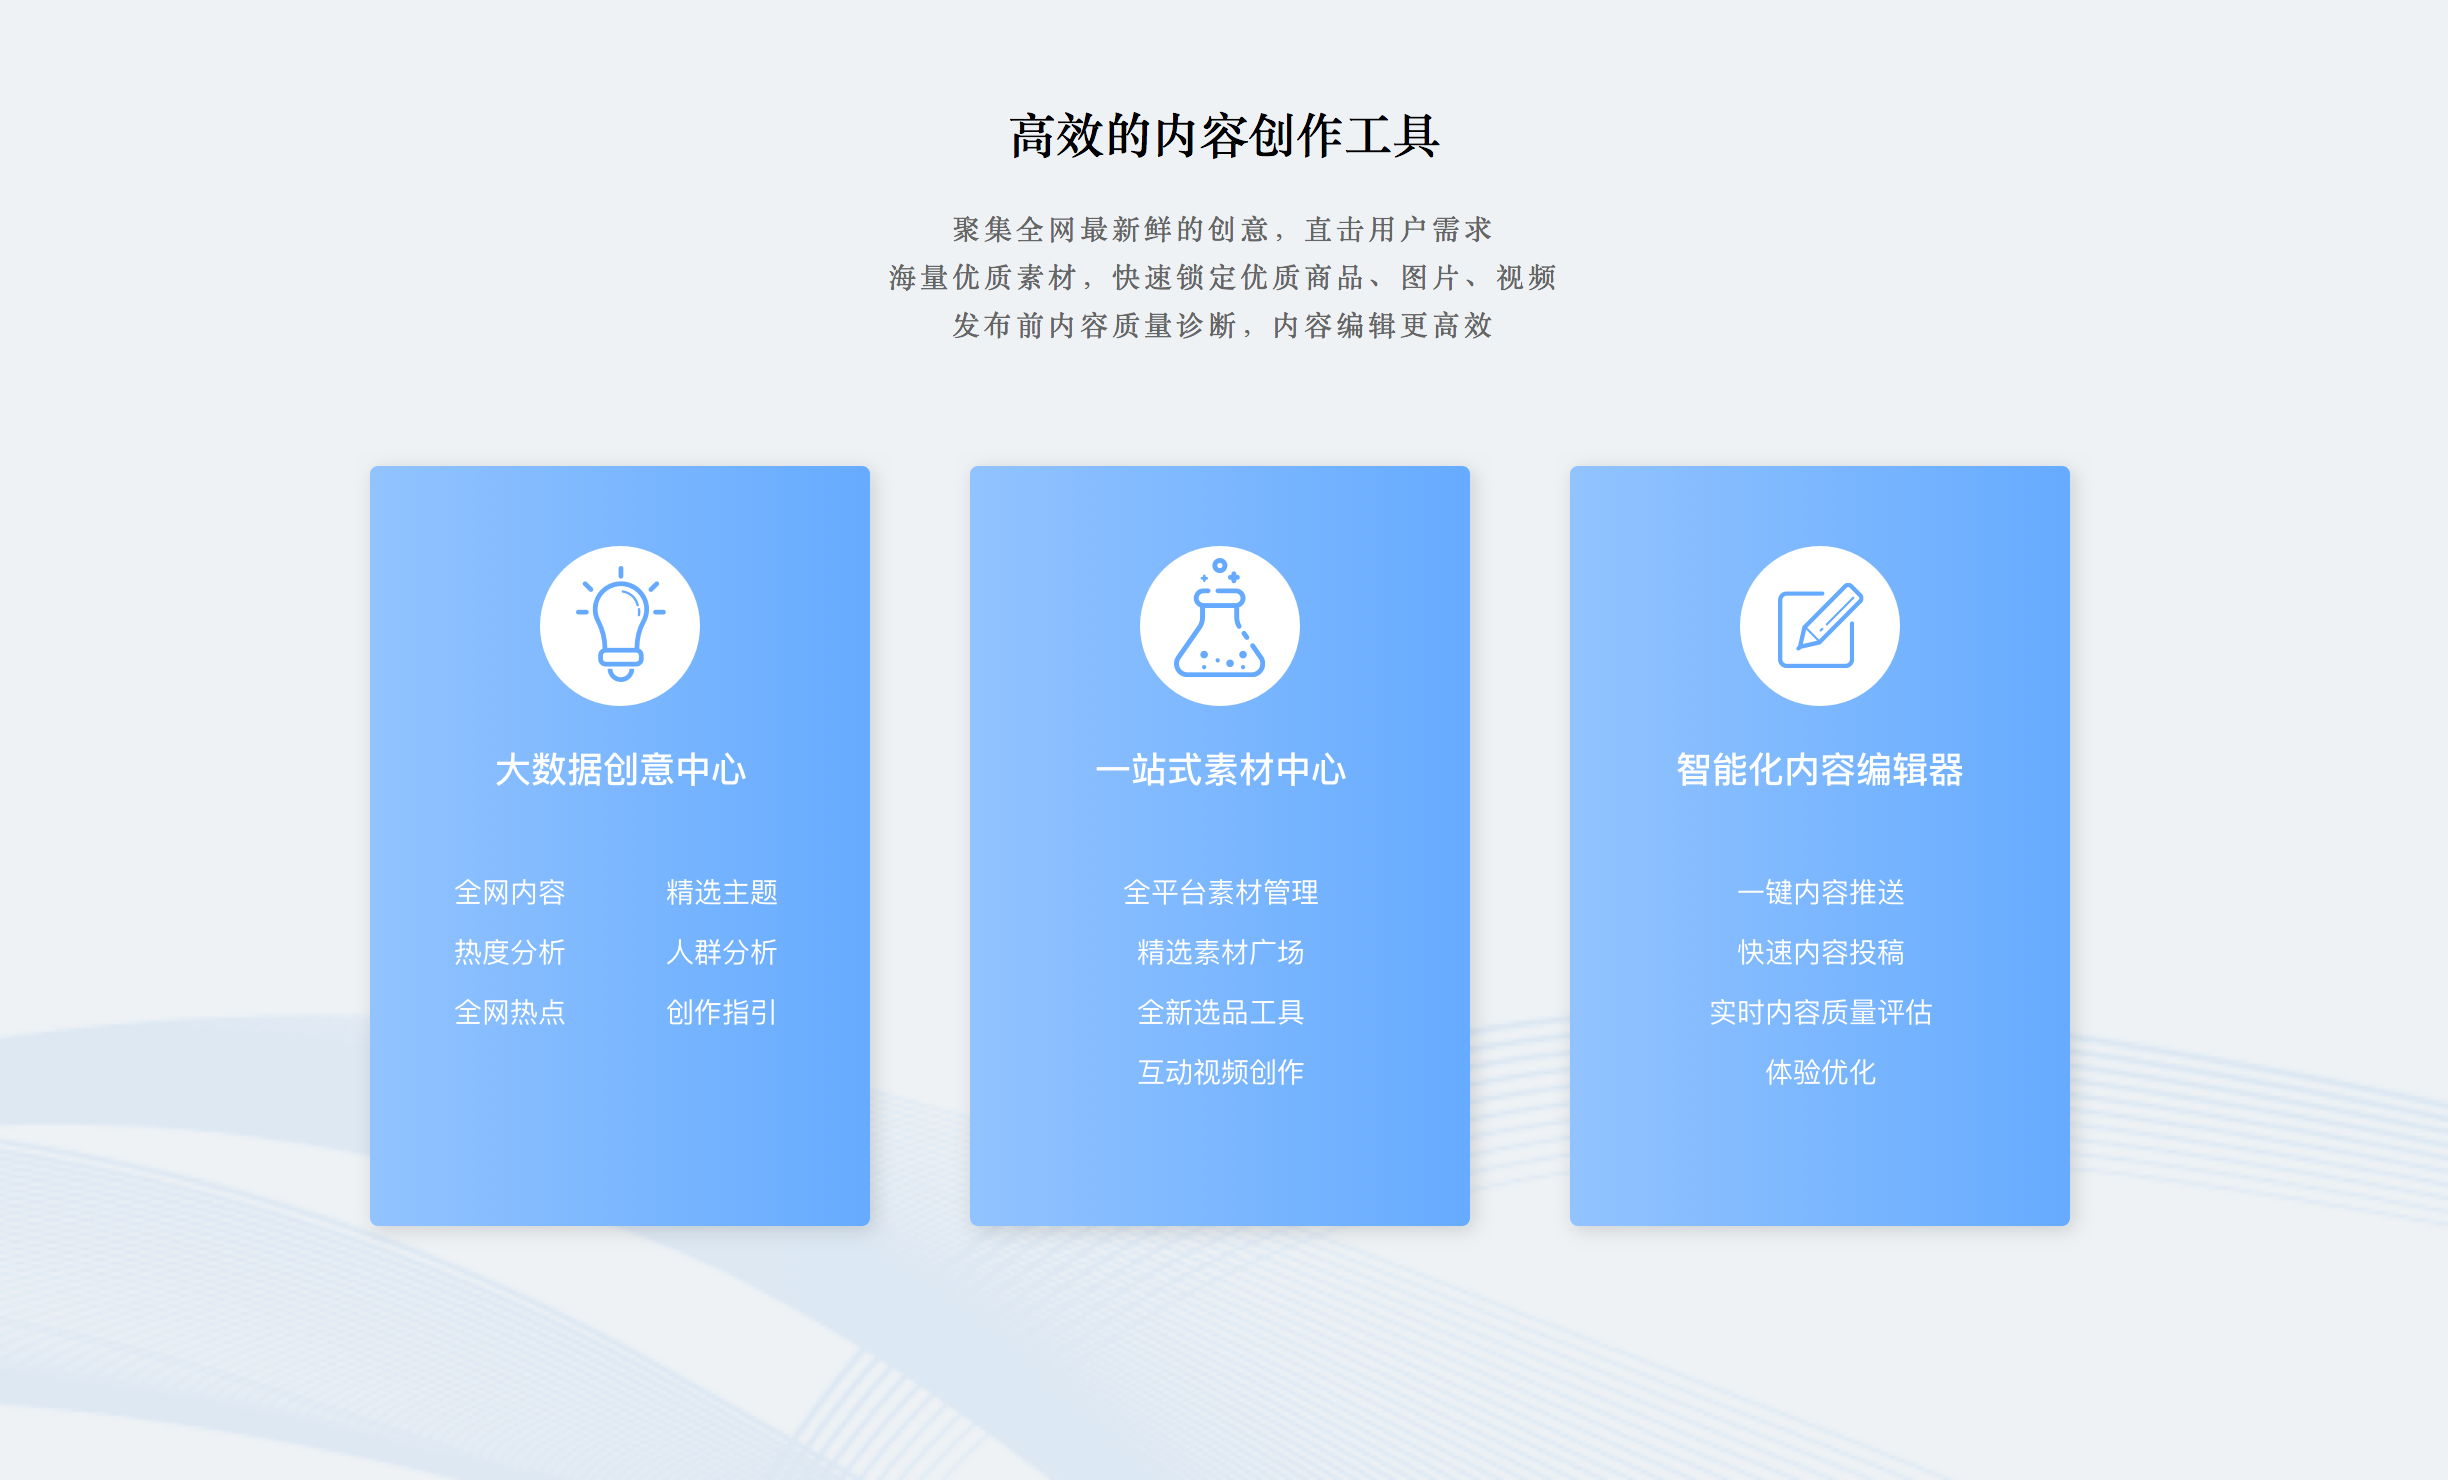 高效的内容创作工具
聚集全网最新鲜的创意，直击用户需求
海量优质素材，快速锁定优质商品、图片、视频
发布前内容质量诊断，内容编辑更高效
大数据创意中心
全网内容 精选主题
热度分析 人群分析
全网热点 创作指引
一站式素材中心
全平台素材管理
精选素材广场
全新选品工具
互动视频创作
智能化内容编辑器
一键内容推送
快速内容投稿
实时内容质量评估
体验优化